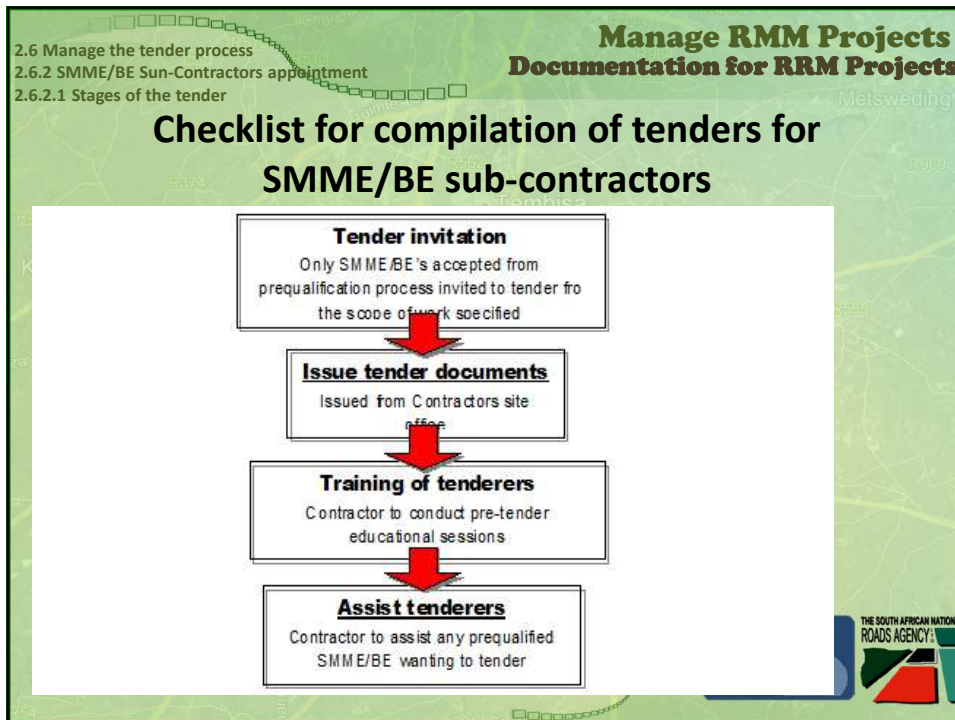 2.6 Manage the tender process
2.6.2 SMME/BE Sun-Contractors appointment
2.6.2.1 Stages of the tender
Manage RMM Projects
Documentation for RRM Projects
Metsweding
Checklist for compilation of tenders for
SMME/BE sub-contractors
Tembisa
Tender invitation
Only SMME/BE's accepted from
prequalification process invited to tender fro
the scope of work specified
Issue tender documents
Issued from Contractors site
office
Training of tenderers
Contractor to conduct pre-tender
educational sessions
Assist tenderers
Contractor to assist any prequalified
SMME/BE wanting to tender
THE SOUTH AFRICAN NATION
ROADS AGENCY